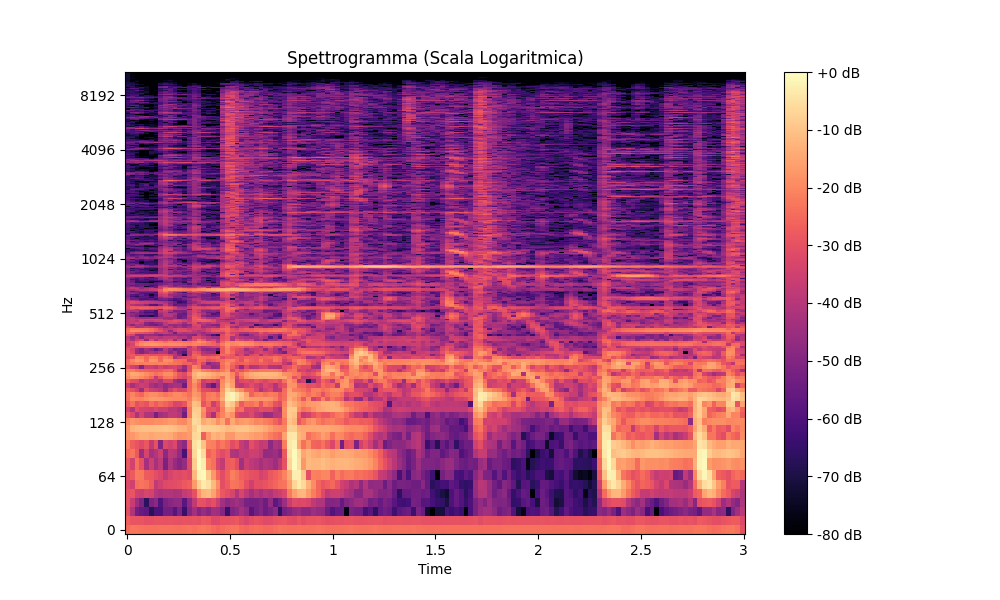 Spettrogramma (Scala Logaritmica)
Hz
8192
4096
2048
1024
512
256
128
64
0
0 0.5 1 1.5 2 2.5 3
Time
+0 dB
-10 dB
-20 dB
-30 dB
-40 dB
-50 dB
-60 dB
-70 dB
-80 dB